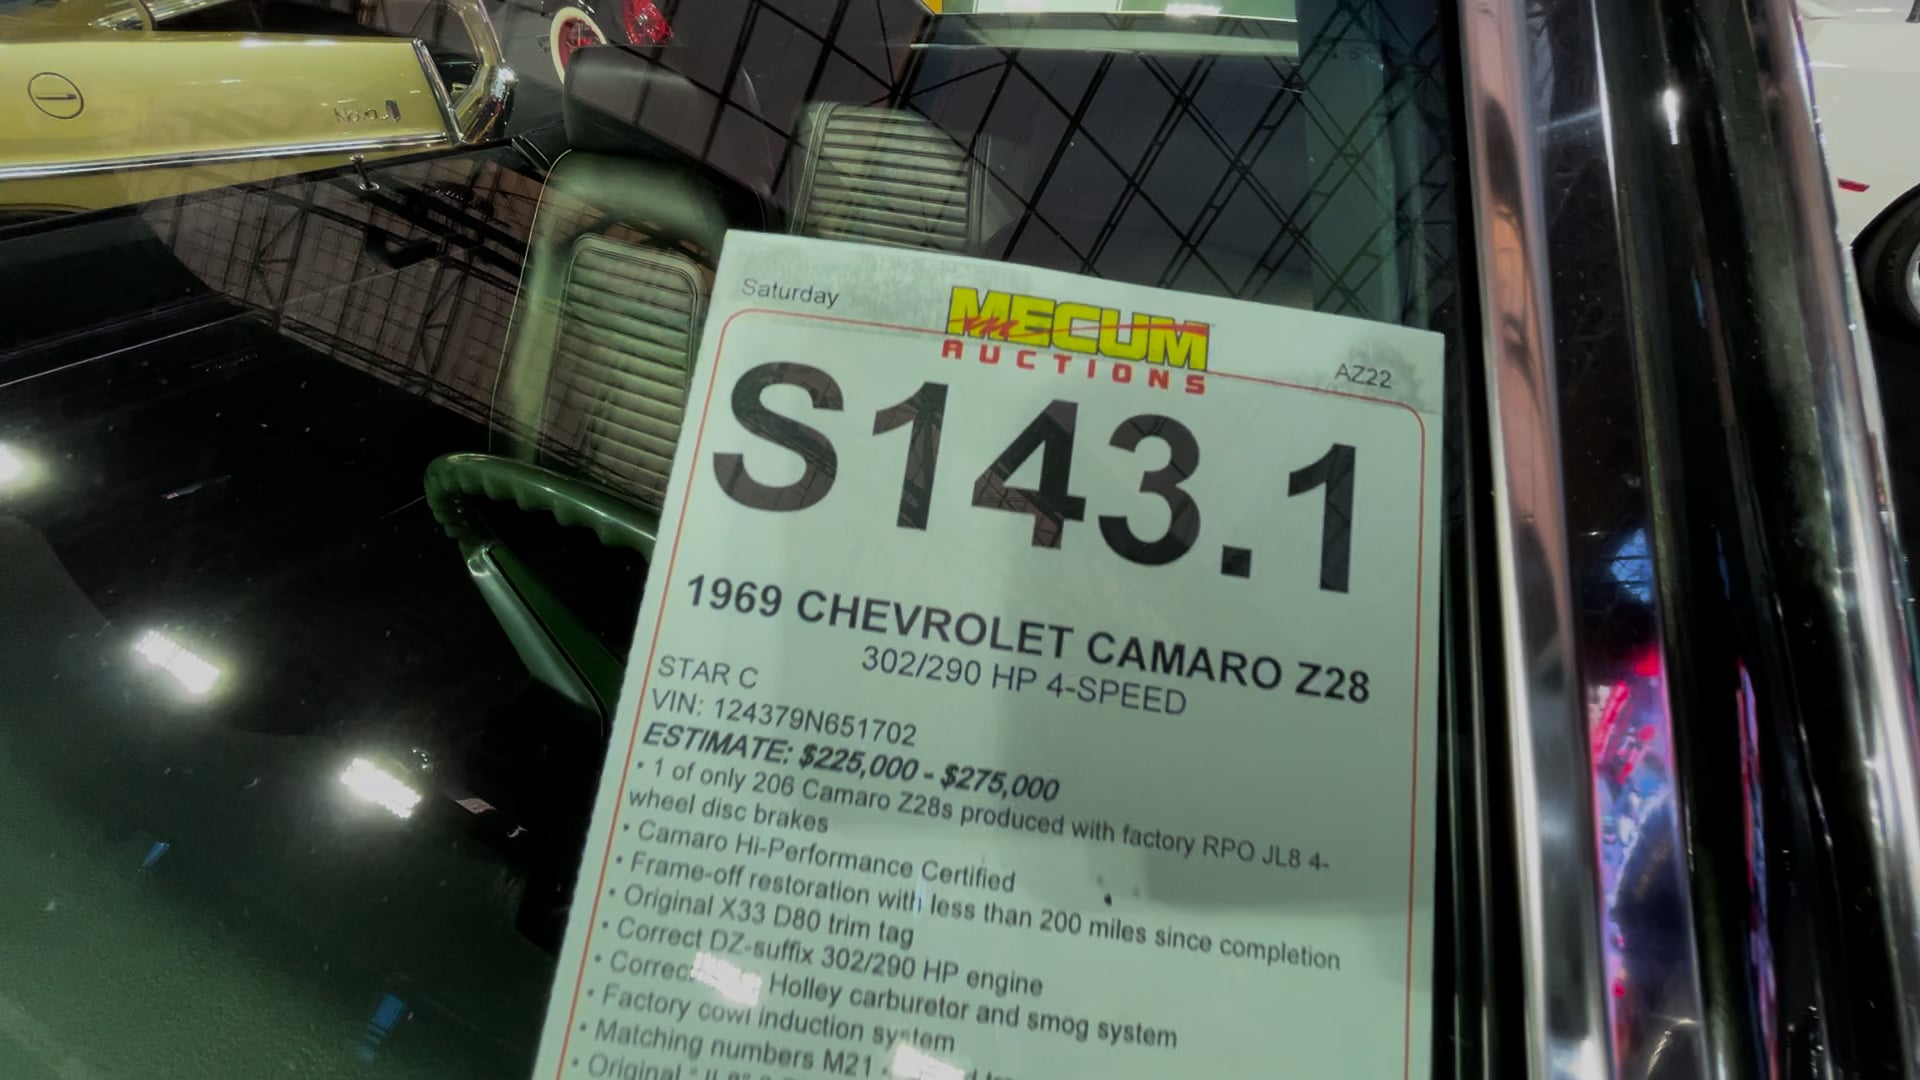 Nova
Saturday
MECUM
AUCTIONS
AZ22
S143.1
1969 CHEVROLET CAMARO Z28
302/290 HP 4-SPEED
STAR C
VIN: 124379N651702
ESTIMATE: $225,000 - $275,000
• 1 of only 206 Camaro Z28s produced with factory RPO JL8 4-
wheel disc brakes
• Camaro Hi-Performance Certified
• Frame-off restoration with less than 200 miles since completion
• Original X33 D80 trim tag
• Correct DZ-suffix 302/290 HP engine
• Correct Holley carburetor and smog system
• Factory cowl induction system
• Matching numbers M21
• Original